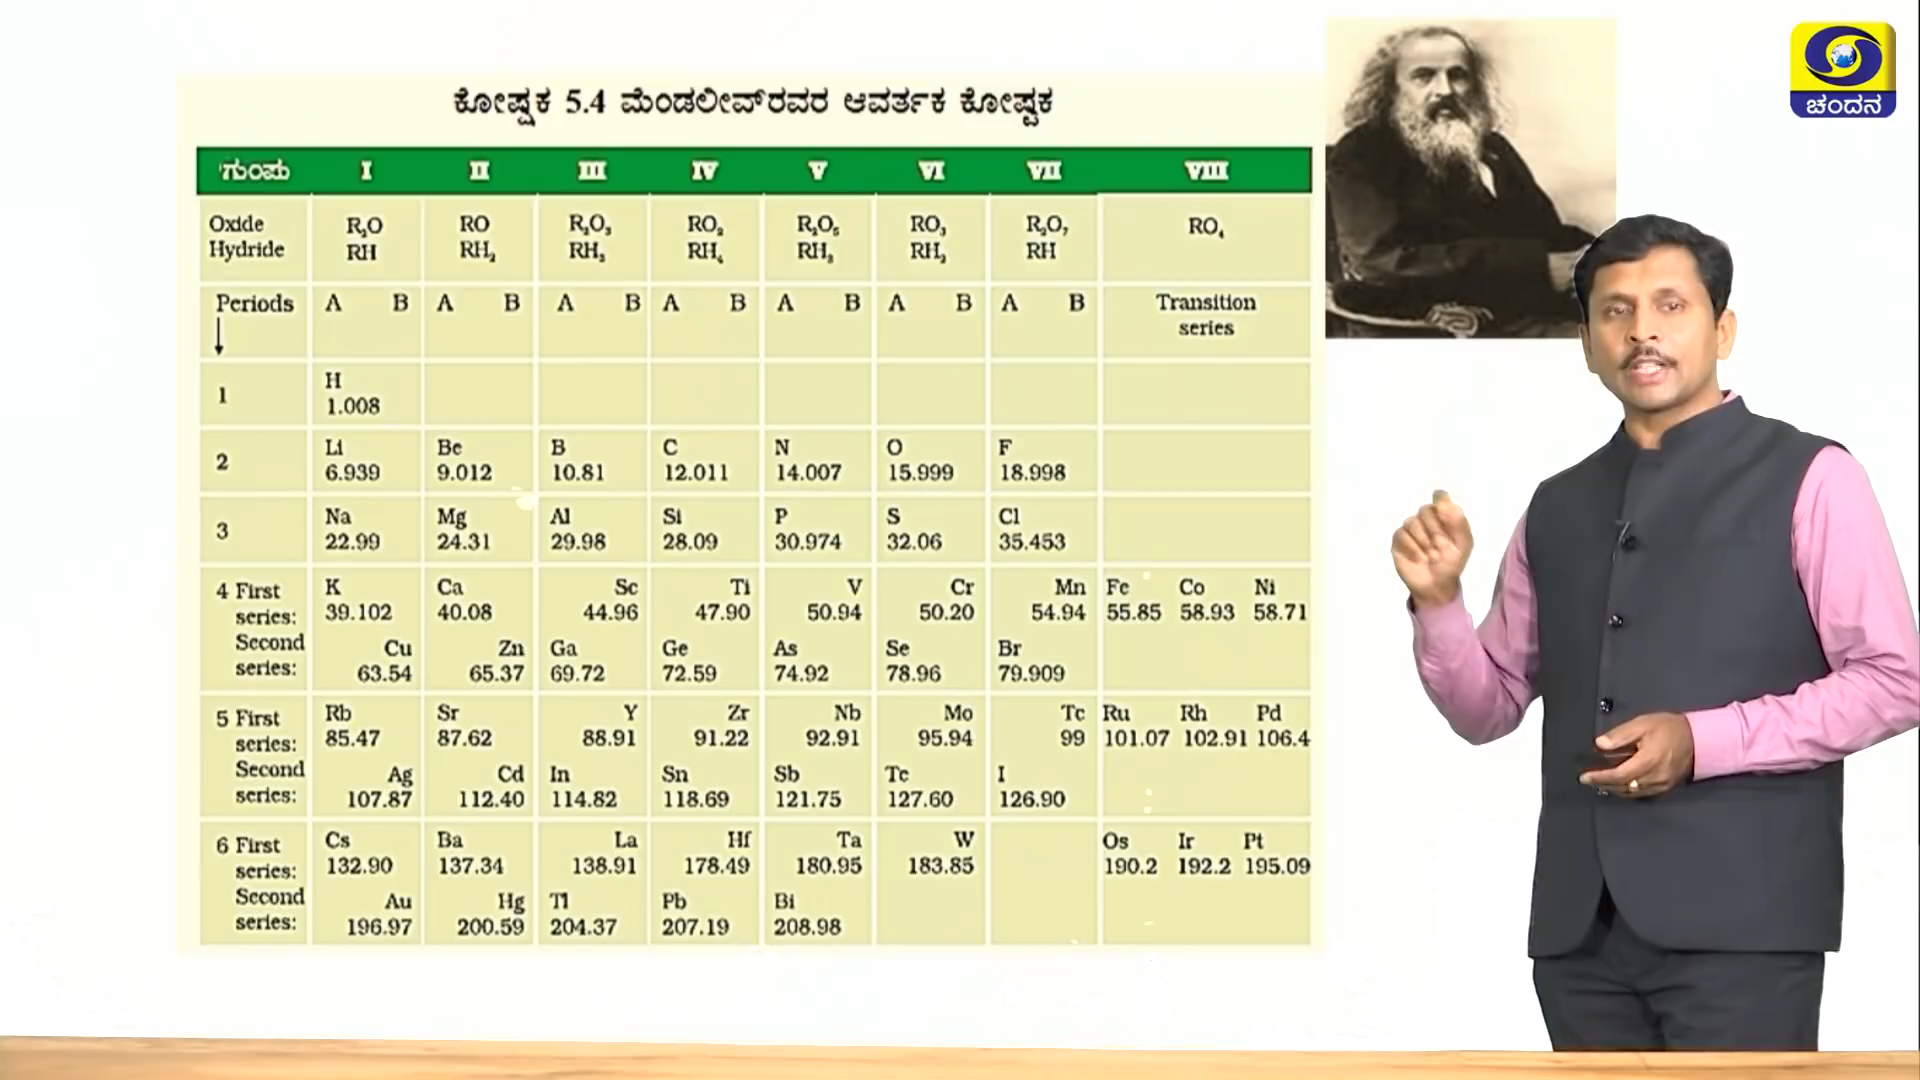 ಚಂದನ
ಕೋಷ್ಟಕ 5.4 ಮೆಂಡಲೀವ್‌ರವರ ಆವರ್ತಕ ಕೋಷ್ಟಕ
ಗುಂಪು I II III IV V VI VII VIII
Oxide R₂O RO R₂O₃ RO₂ R₂O₅ RO₃ R₂O₇ RO₄
Hydride RH RH₂ RH₃ RH₄ RH₃ RH₂ RH
Periods A B A B A B A B A B A B A B Transition
↓ series
1 H
1.008
2 Li Be B C N O F
6.939 9.012 10.81 12.011 14.007 15.999 18.998
3 Na Mg Al Si P S Cl
22.99 24.31 29.98 28.09 30.974 32.06 35.453
4 First K Ca Sc Ti V Cr Mn Fe Co Ni
series: 39.102 40.08 44.96 47.90 50.94 50.20 54.94 55.85 58.93 58.71
Second Cu Zn Ga Ge As Se Br
series: 63.54 65.37 69.72 72.59 74.92 78.96 79.909
5 First Rb Sr Y Zr Nb Mo Tc Ru Rh Pd
series: 85.47 87.62 88.91 91.22 92.91 95.94 99 101.07 102.91 106.4
Second Ag Cd In Sn Sb Te I
series: 107.87 112.40 114.82 118.69 121.75 127.60 126.90
6 First Cs Ba La Hf Ta W Os Ir Pt
series: 132.90 137.34 138.91 178.49 180.95 183.85 190.2 192.2 195.09
Second Au Hg Tl Pb Bi
series: 196.97 200.59 204.37 207.19 208.98